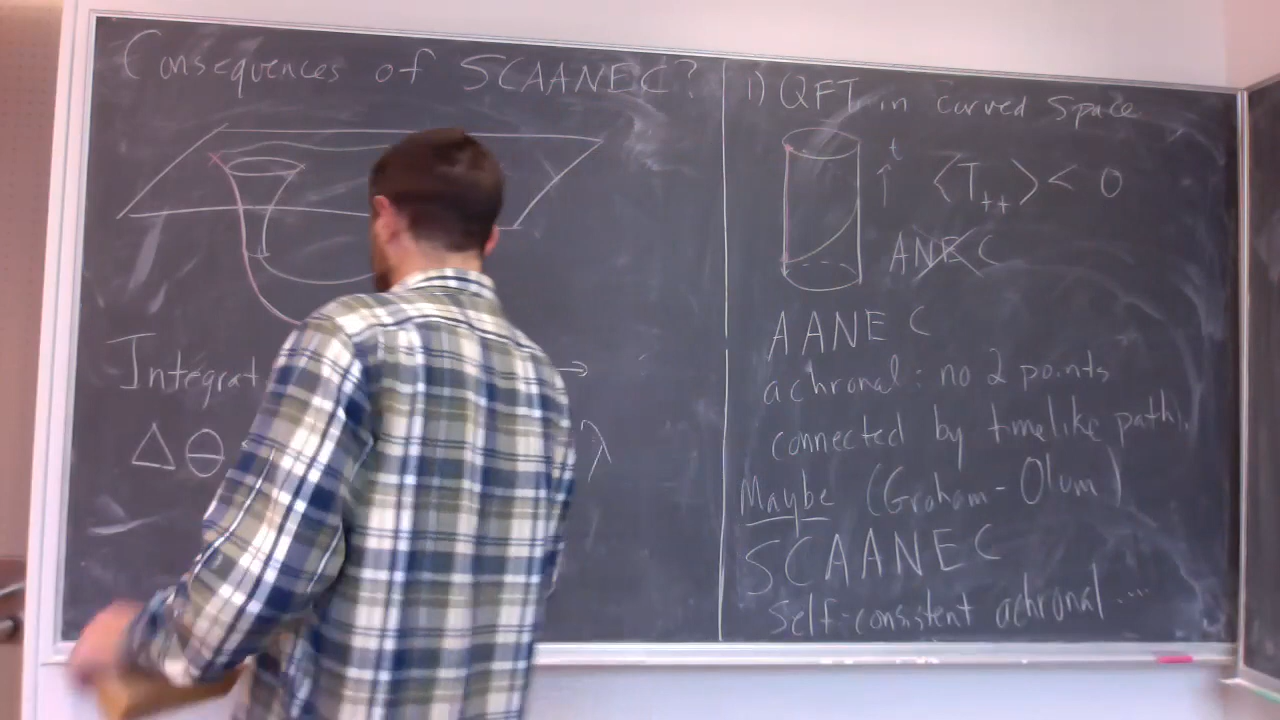 Consequences of SCAANEC?
Integrat
Δθ
λ
1) QFT in curved Space
t
⟨T₊₊⟩ < 0
ANEC
AANEC
achronal: no 2 points
connected by timelike path.
Maybe (Graham-Olum)
SCAANEC
self-consistent achronal ...